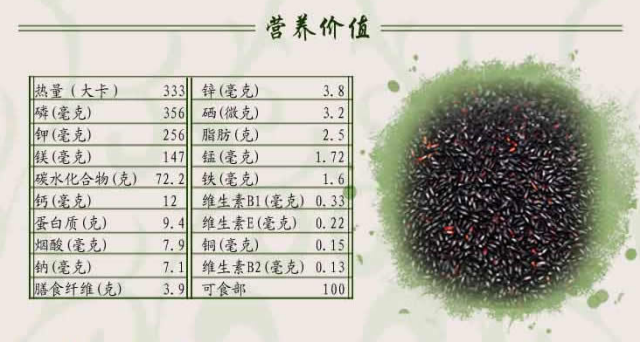 营养价值
热量(大卡) 333 锌(毫克) 3.8
磷(毫克) 356 硒(微克) 3.2
钾(毫克) 256 脂肪(克) 2.5
镁(毫克) 147 锰(毫克) 1.72
碳水化合物(克) 72.2 铁(毫克) 1.6
钙(毫克) 12 维生素B1(毫克) 0.33
蛋白质(克) 9.4 维生素E(毫克) 0.22
烟酸(毫克) 7.9 铜(毫克) 0.15
钠(毫克) 7.1 维生素B2(毫克) 0.13
膳食纤维(克) 3.9 可食部 100